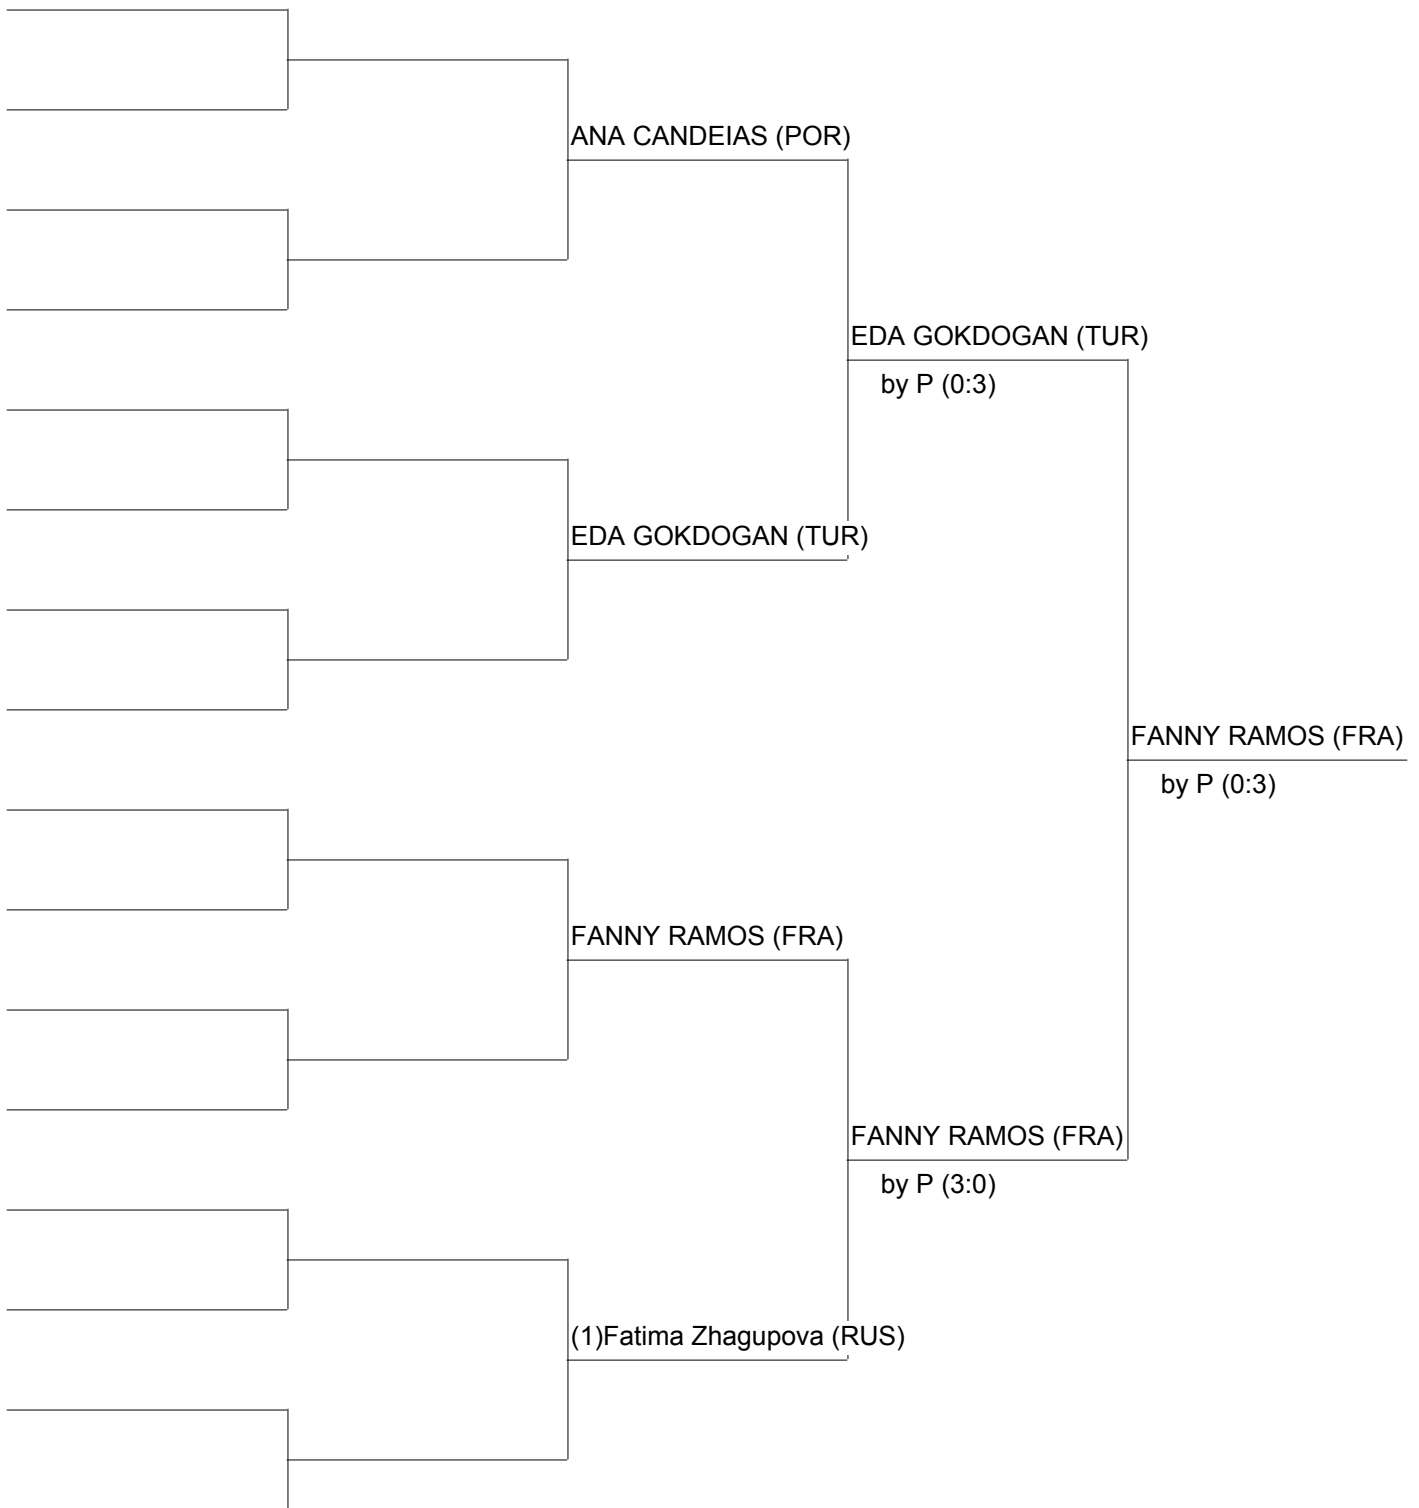 ANA CANDEIAS (POR)
EDA GOKDOGAN (TUR)
by P (0:3)
EDA GOKDOGAN (TUR)
FANNY RAMOS (FRA)
by P (0:3)
FANNY RAMOS (FRA)
FANNY RAMOS (FRA)
by P (3:0)
(1)Fatima Zhagupova (RUS)